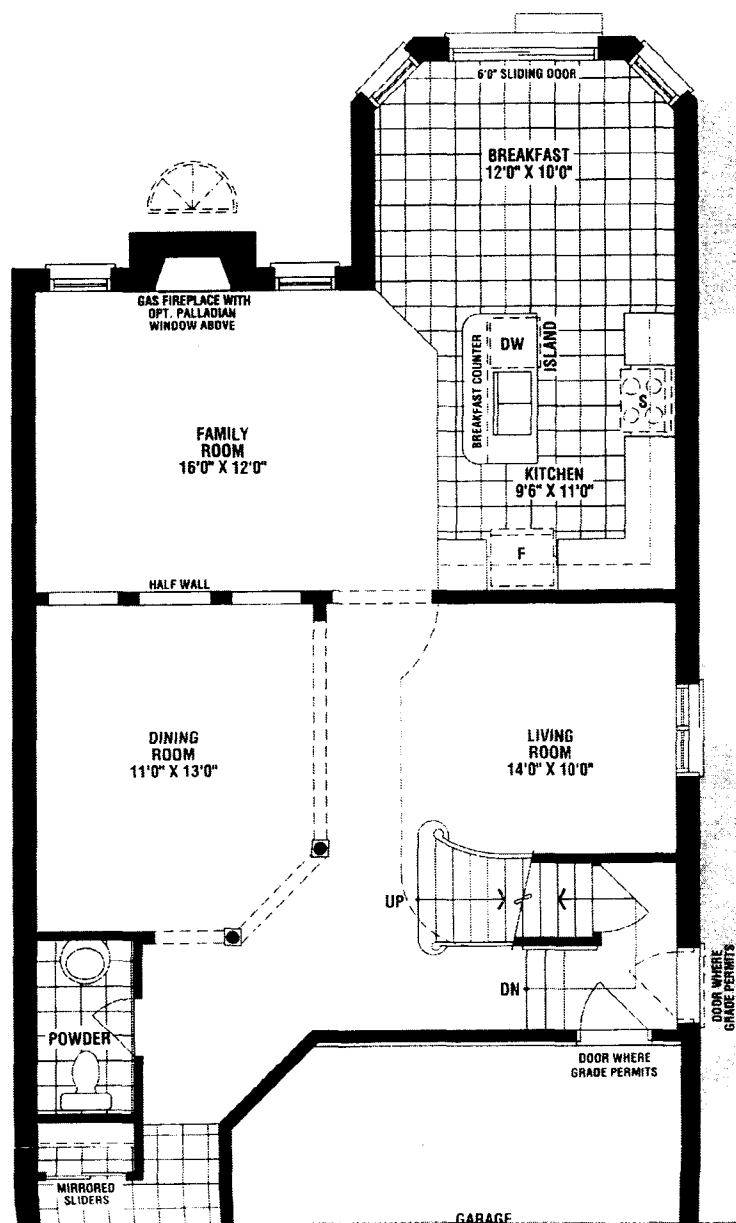 6'0" SLIDING DOOR
BREAKFAST
12'0" X 10'0"
GAS FIREPLACE WITH
OPT. PALLADIAN
WINDOW ABOVE
DW
ISLAND
BREAKFAST COUNTER
S
FAMILY
ROOM
16'0" X 12'0"
KITCHEN
9'6" X 11'0"
F
HALF WALL
DINING
ROOM
11'0" X 13'0"
LIVING
ROOM
14'0" X 10'0"
UP
DN
DOOR WHERE
GRADE PERMITS
POWDER
DOOR WHERE
GRADE PERMITS
MIRRORED
SLIDERS
GARAGE